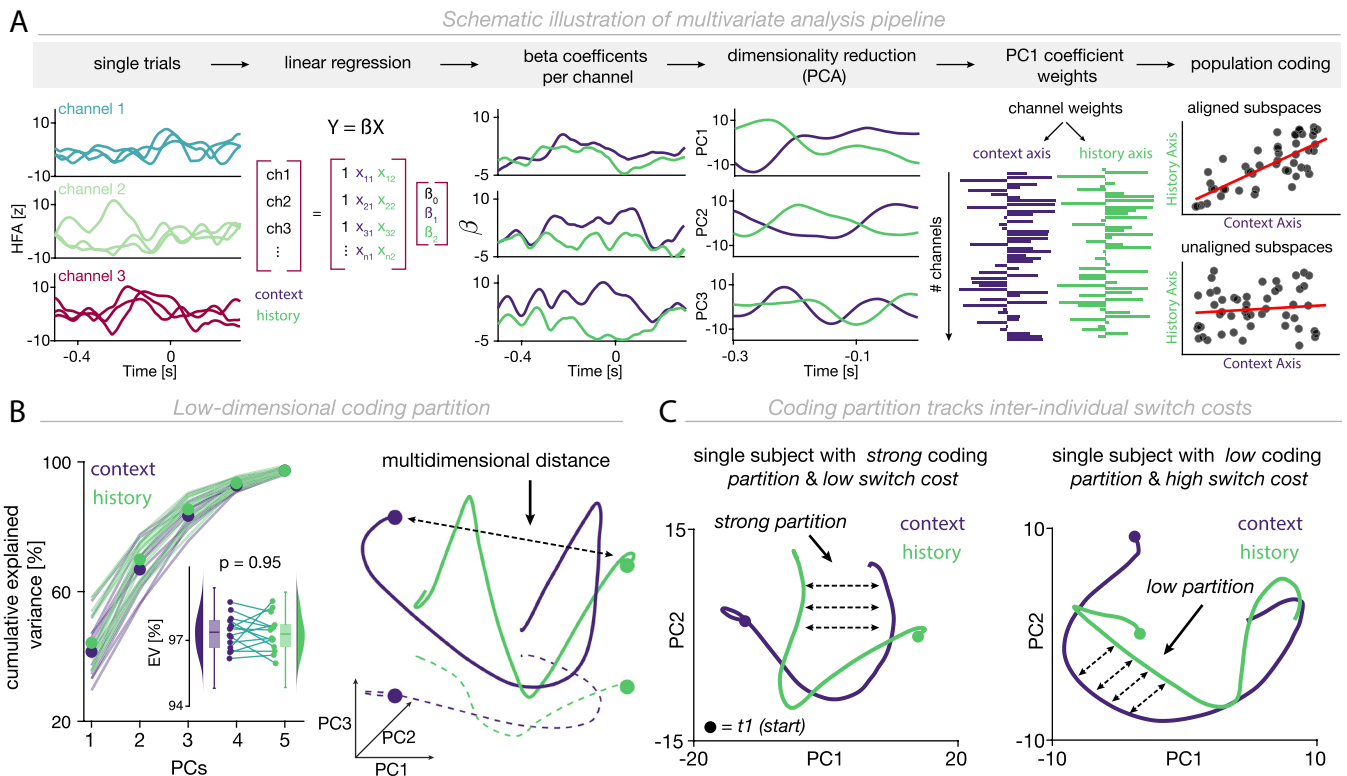 A
Schematic illustration of multivariate analysis pipeline
single trials
linear regression
beta coefficents
per channel
dimensionality reduction
(PCA)
PC1 coefficient
weights
population coding
channel 1
10
-10
channel 2
10
-10
channel 3
10
-10
HFA [z]
-0.4
0
Time [s]
Y = ßX
ch1
ch2
ch3
⋮
=
1 x11 x12
1 x21 x22
1 x31 x32
⋮ xn1 xn2
ß0
ß1
ß2
context
history
10
-5
10
-5
10
-5
β
-0.4
0
Time [s]
PC1
10
-10
PC2
10
-10
PC3
10
-10
-0.3
-0.1
Time [s]
channel weights
context axis
history axis
# channels
aligned subspaces
History Axis
Context Axis
unaligned subspaces
History Axis
Context Axis
B
Low-dimensional coding partition
100
60
20
cumulative explained
variance [%]
context
history
p = 0.95
EV [%]
97
94
1
2
3
4
5
PCs
multidimensional distance
PC3
PC2
PC1
C
Coding partition tracks inter-individual switch costs
single subject with strong coding
partition & low switch cost
15
-15
PC2
strong partition
context
history
= t1 (start)
-20
PC1
20
single subject with low coding
partition & high switch cost
10
-10
PC2
context
history
low partition
-10
PC1
10